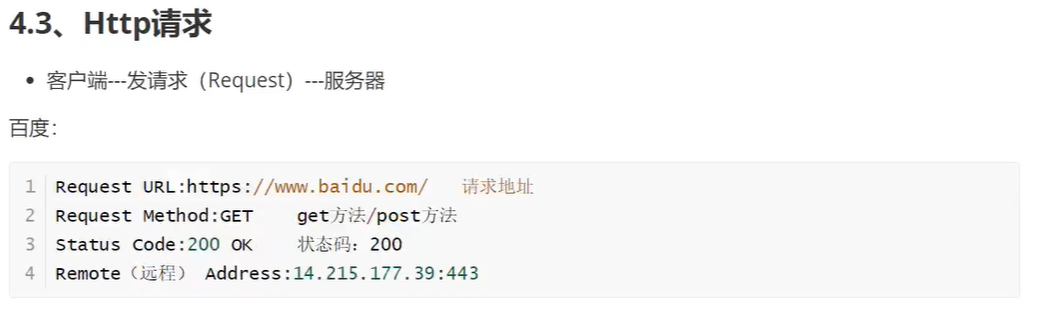 4.3、Http请求
• 客户端---发请求（Request）---服务器
百度：
1 Request URL:https://www.baidu.com/   请求地址
2 Request Method:GET    get方法/post方法
3 Status Code:200 OK    状态码：200
4 Remote（远程） Address:14.215.177.39:443